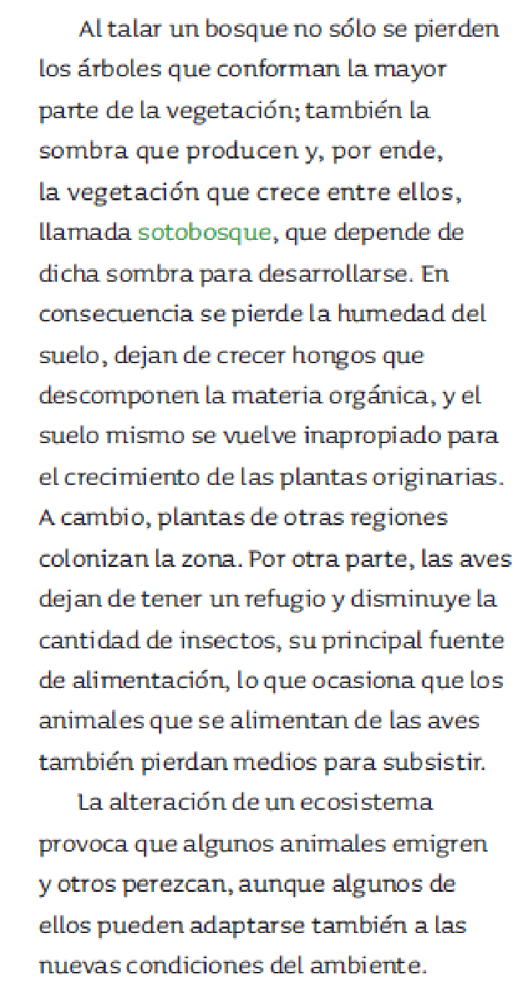 Al talar un bosque no sólo se pierden
los árboles que conforman la mayor
parte de la vegetación; también la
sombra que producen y, por ende,
la vegetación que crece entre ellos,
llamada sotobosque, que depende de
dicha sombra para desarrollarse. En
consecuencia se pierde la humedad del
suelo, dejan de crecer hongos que
descomponen la materia orgánica, y el
suelo mismo se vuelve inapropiado para
el crecimiento de las plantas originarias.
A cambio, plantas de otras regiones
colonizan la zona. Por otra parte, las aves
dejan de tener un refugio y disminuye la
cantidad de insectos, su principal fuente
de alimentación, lo que ocasiona que los
animales que se alimentan de las aves
también pierdan medios para subsistir.
La alteración de un ecosistema
provoca que algunos animales emigren
y otros perezcan, aunque algunos de
ellos pueden adaptarse también a las
nuevas condiciones del ambiente.